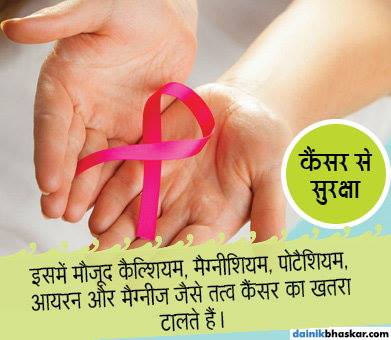 कैंसर से
सुरक्षा
इसमें मौजूद कैल्शियम, मैग्नीशियम, पोटैशियम,
आयरन और मैग्नीज जैसे तत्व कैंसर का खतरा
टालते हैं।
dainikbhaskar.com